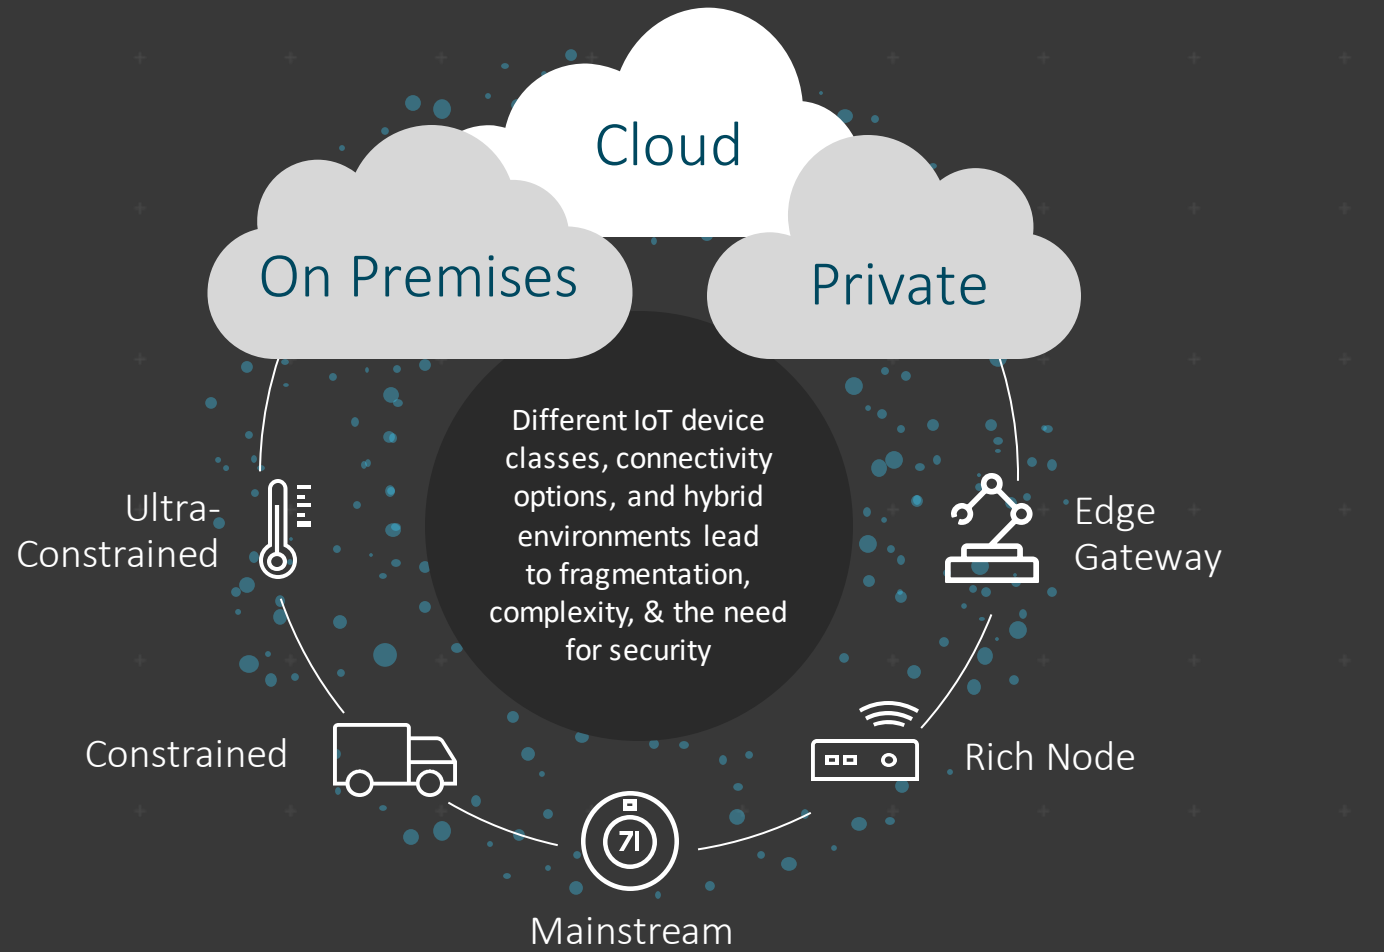 Cloud
On Premises
Private
Different IoT device
classes, connectivity
options, and hybrid
environments lead
to fragmentation,
complexity, & the need
for security
Ultra-
Constrained
Edge
Gateway
Constrained
Rich Node
71
Mainstream